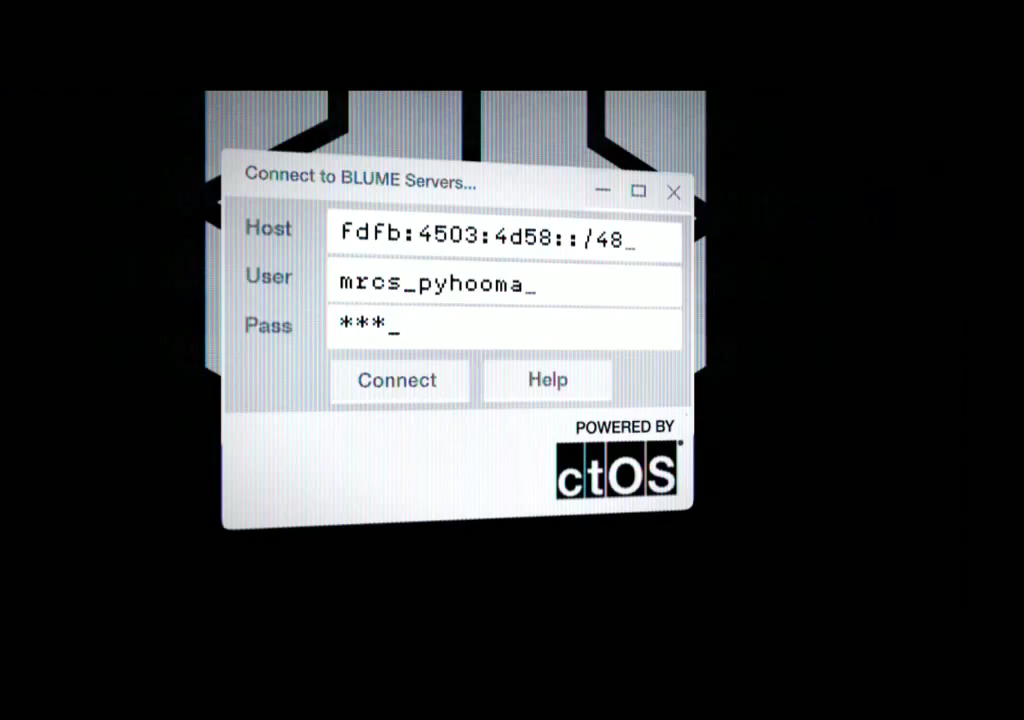 Connect to BLUME Servers...
Host fdfb:4503:4d58::/48_
User mrcs_pyhooma_
Pass ***_
Connect Help
POWERED BY
ctOS